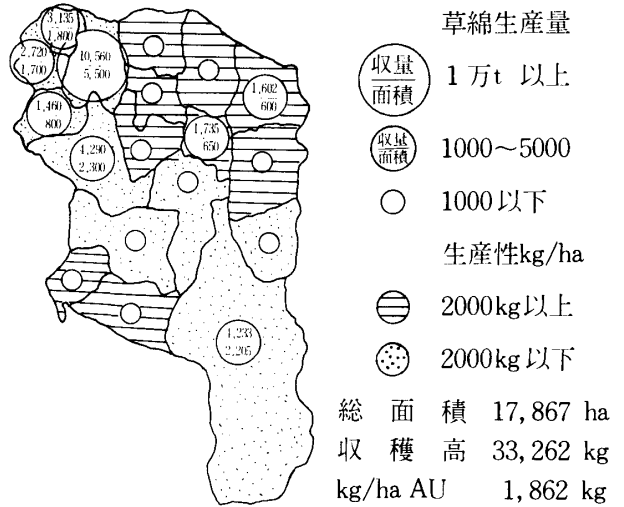 3,135
1,800
2,720
1,700
10,560
5,500
1,602
600
1,460
800
1,735
650
4,290
2,300
4,233
2,205
草綿生産量
収量
面積
1万t 以上
収量
面積
1000～5000
1000以下
生産性kg/ha
2000kg以上
2000kg以下
総面積 17,867 ha
収穫高 33,262 kg
kg/ha AU 1,862 kg